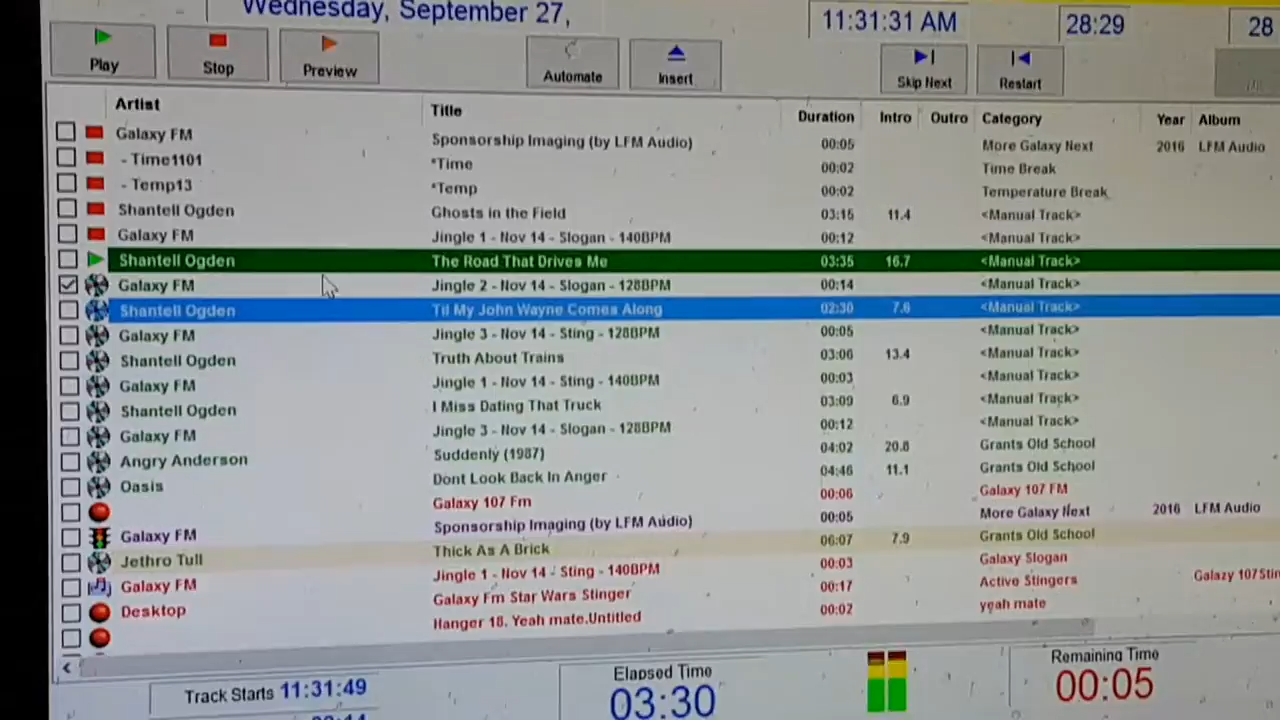 Wednesday, September 27,
11:31:31 AM
28:29
28
Play
Stop
Preview
Automate
Insert
Skip Next
Restart
Artist Title Duration Intro Outro Category Year Album
Galaxy FM Sponsorship Imaging (by LFM Audio) 00:05 More Galaxy Next 2016 LFM Audio
- Time1101 *Time 00:02 Time Break
- Temp13 *Temp 00:02 Temperature Break
Shantell Ogden Ghosts in the Field 03:15 11.4 <Manual Track>
Galaxy FM Jingle 1 - Nov 14 - Slogan - 140BPM 00:12 <Manual Track>
Shantell Ogden The Road That Drives Me 03:35 16.7 <Manual Track>
Galaxy FM Jingle 2 - Nov 14 - Slogan - 128BPM 00:14 <Manual Track>
Shantell Ogden Til My John Wayne Comes Along 02:30 7.6 <Manual Track>
Galaxy FM Jingle 3 - Nov 14 - Sting - 128BPM 00:05 <Manual Track>
Shantell Ogden Truth About Trains 03:06 13.4 <Manual Track>
Galaxy FM Jingle 1 - Nov 14 - Sting - 140BPM 00:03 <Manual Track>
Shantell Ogden I Miss Dating That Truck 03:09 6.9 <Manual Track>
Galaxy FM Jingle 3 - Nov 14 - Slogan - 128BPM 00:12 <Manual Track>
Angry Anderson Suddenly (1987) 04:02 20.8 Grants Old School
Oasis Dont Look Back In Anger 04:46 11.1 Grants Old School
Galaxy 107 Fm 00:06 Galaxy 107 FM
Galaxy FM Sponsorship Imaging (by LFM Audio) 00:05 More Galaxy Next 2016 LFM Audio
Jethro Tull Thick As A Brick 06:07 7.9 Grants Old School
Galaxy FM Jingle 1 - Nov 14 - Sting - 140BPM 00:03 Galaxy Slogan
Desktop Galaxy Fm Star Wars Stinger 00:17 Active Stingers Galazy 107Stin
Hanger 18. Yeah mate.Untitled 00:02 yeah mate
Track Starts 11:31:49
Elapsed Time
03:30
Remaining Time
00:05